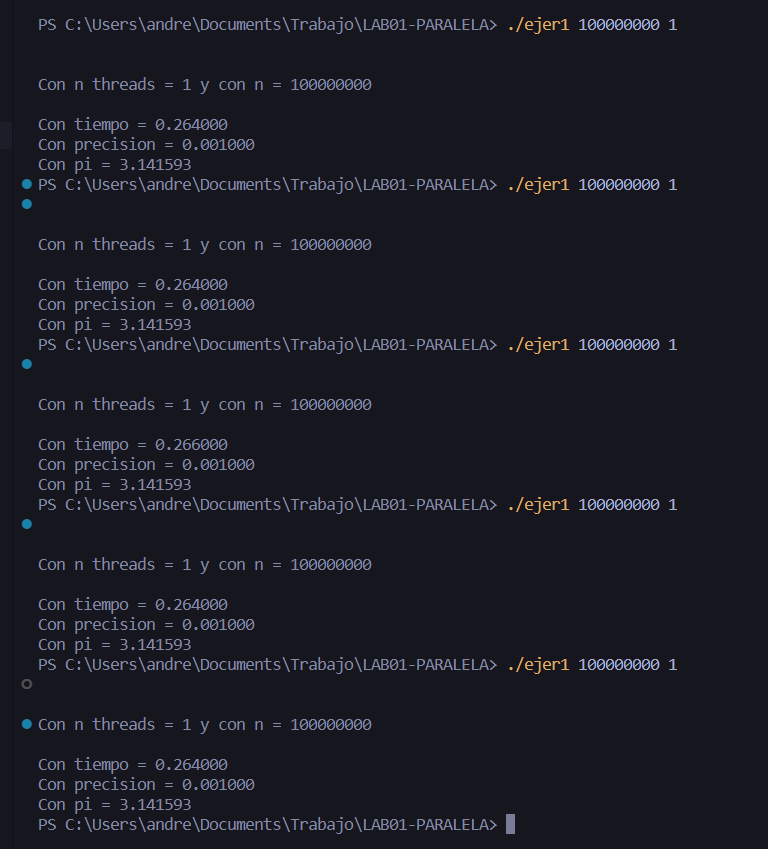 PS C:\Users\andre\Documents\Trabajo\LAB01-PARALELA> ./ejer1 100000000 1
Con n threads = 1 y con n = 100000000
Con tiempo = 0.264000
Con precision = 0.001000
Con pi = 3.141593
PS C:\Users\andre\Documents\Trabajo\LAB01-PARALELA> ./ejer1 100000000 1
Con n threads = 1 y con n = 100000000
Con tiempo = 0.264000
Con precision = 0.001000
Con pi = 3.141593
PS C:\Users\andre\Documents\Trabajo\LAB01-PARALELA> ./ejer1 100000000 1
Con n threads = 1 y con n = 100000000
Con tiempo = 0.266000
Con precision = 0.001000
Con pi = 3.141593
PS C:\Users\andre\Documents\Trabajo\LAB01-PARALELA> ./ejer1 100000000 1
Con n threads = 1 y con n = 100000000
Con tiempo = 0.264000
Con precision = 0.001000
Con pi = 3.141593
PS C:\Users\andre\Documents\Trabajo\LAB01-PARALELA> ./ejer1 100000000 1
Con n threads = 1 y con n = 100000000
Con tiempo = 0.264000
Con precision = 0.001000
Con pi = 3.141593
PS C:\Users\andre\Documents\Trabajo\LAB01-PARALELA>